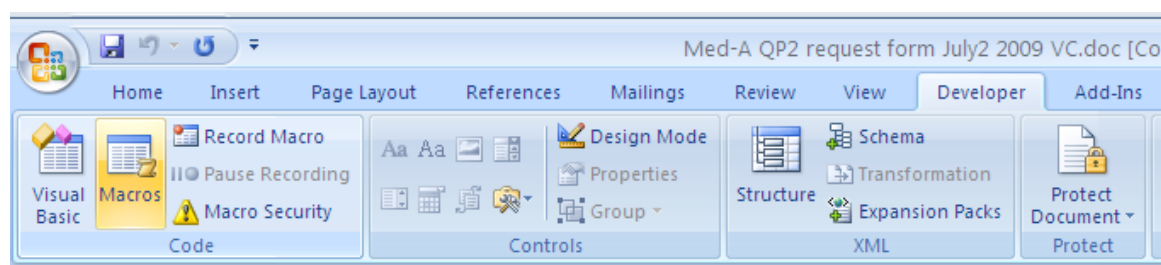 Med-A QP2 request form July2 2009 VC.doc [Co
Home Insert Page Layout References Mailings Review View Developer Add-Ins
Visual Basic
Macros
Record Macro
Pause Recording
Macro Security
Code
Aa Aa
Design Mode
Properties
Group
Controls
Structure
Schema
Transformation
Expansion Packs
XML
Protect
Document
Protect